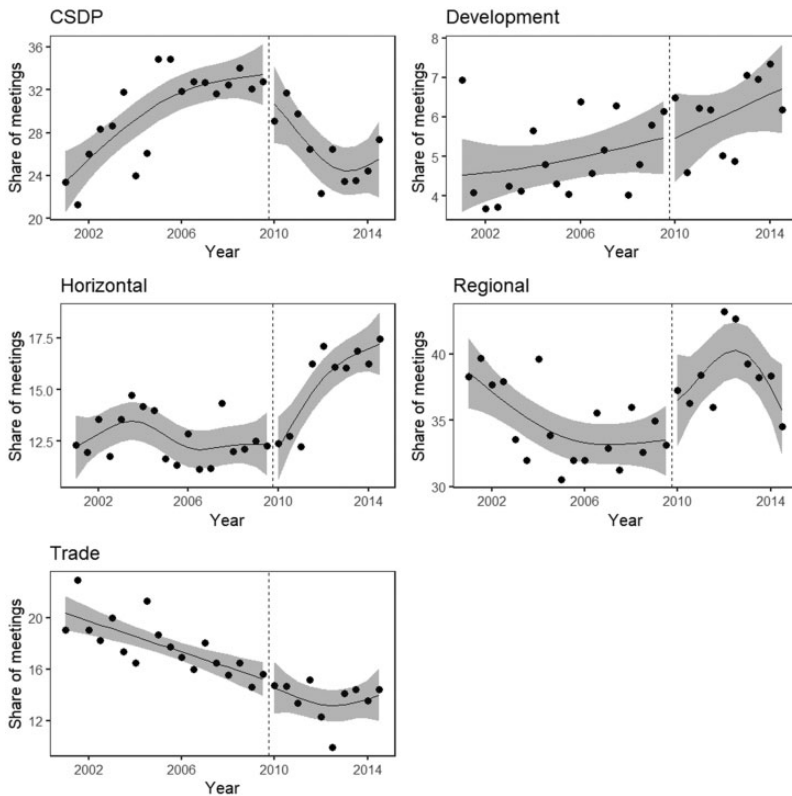 CSDP
Share of meetings
36
32
28
24
20
2002 2006 2010 2014
Year
Development
Share of meetings
8
7
6
5
4
2002 2006 2010 2014
Year
Horizontal
Share of meetings
17.5
15.0
12.5
2002 2006 2010 2014
Year
Regional
Share of meetings
40
35
30
2002 2006 2010 2014
Year
Trade
Share of meetings
20
16
12
2002 2006 2010 2014
Year